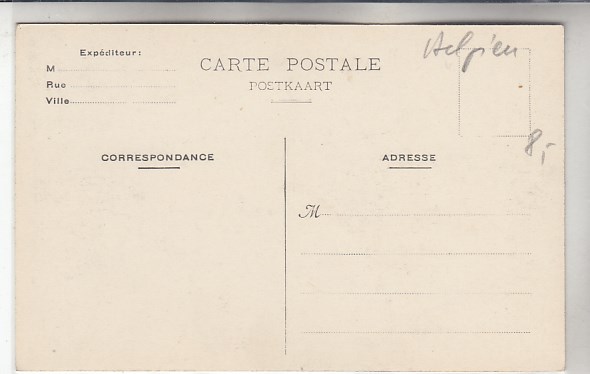 Expéditeur:
M
Rue
Ville
CARTE POSTALE
POSTKAART
Belgien
8,-
CORRESPONDANCE
ADRESSE
M